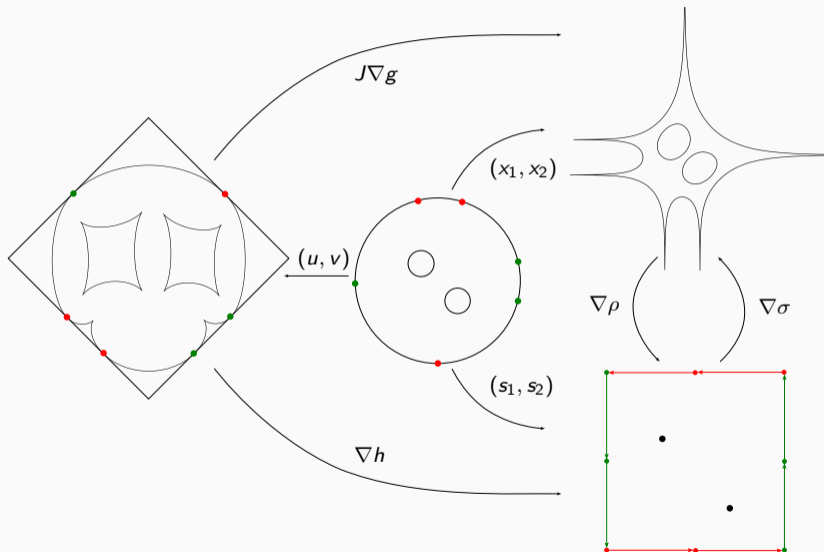 J∇g
(x₁, x₂)
(u, v)
∇ρ
∇σ
(s₁, s₂)
∇h